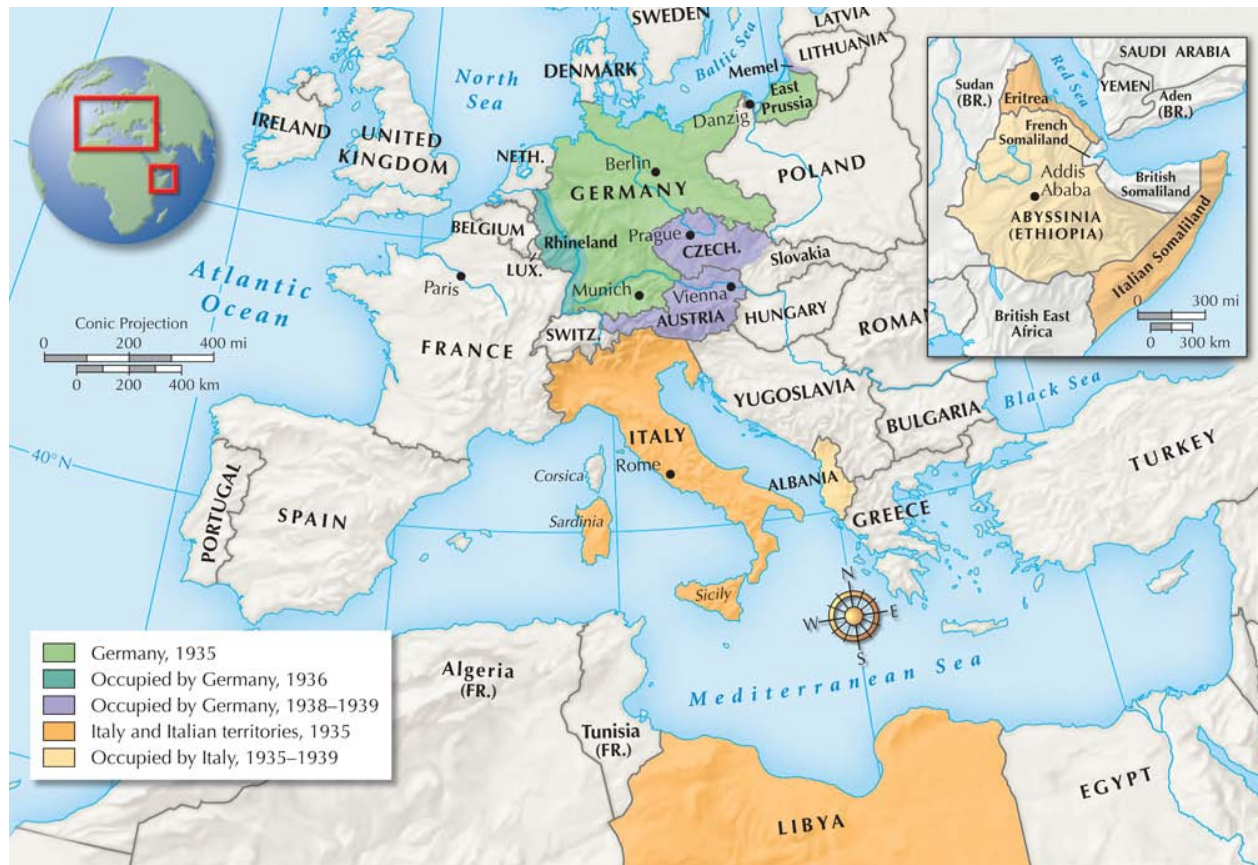 SWEDEN
LATVIA
LITHUANIA
Baltic Sea
DENMARK
North
Sea
Memel
East
Prussia
Danzig
IRELAND
UNITED
KINGDOM
NETH.
Berlin
GERMANY
POLAND
BELGIUM
Rhineland
LUX.
Prague
CZECH.
Slovakia
Paris
Munich
Vienna
AUSTRIA
HUNGARY
ROMAN
SWITZ.
FRANCE
Atlantic
Ocean
Conic Projection
0 200 400 mi
0 200 400 km
YUGOSLAVIA
BULGARIA
Black Sea
ITALY
Rome
Corsica
Sardinia
ALBANIA
GREECE
TURKEY
40°N
PORTUGAL
SPAIN
Sicily
N
W
E
S
Mediterranean Sea
Algeria
(FR.)
Tunisia
(FR.)
LIBYA
EGYPT
Germany, 1935
Occupied by Germany, 1936
Occupied by Germany, 1938–1939
Italy and Italian territories, 1935
Occupied by Italy, 1935–1939
SAUDI ARABIA
Red Sea
Sudan
(BR.)
YEMEN
Aden
(BR.)
Eritrea
French
Somaliland
Addis
Ababa
British
Somaliland
ABYSSINIA
(ETHIOPIA)
Italian Somaliland
British East
Africa
0 300 mi
0 300 km